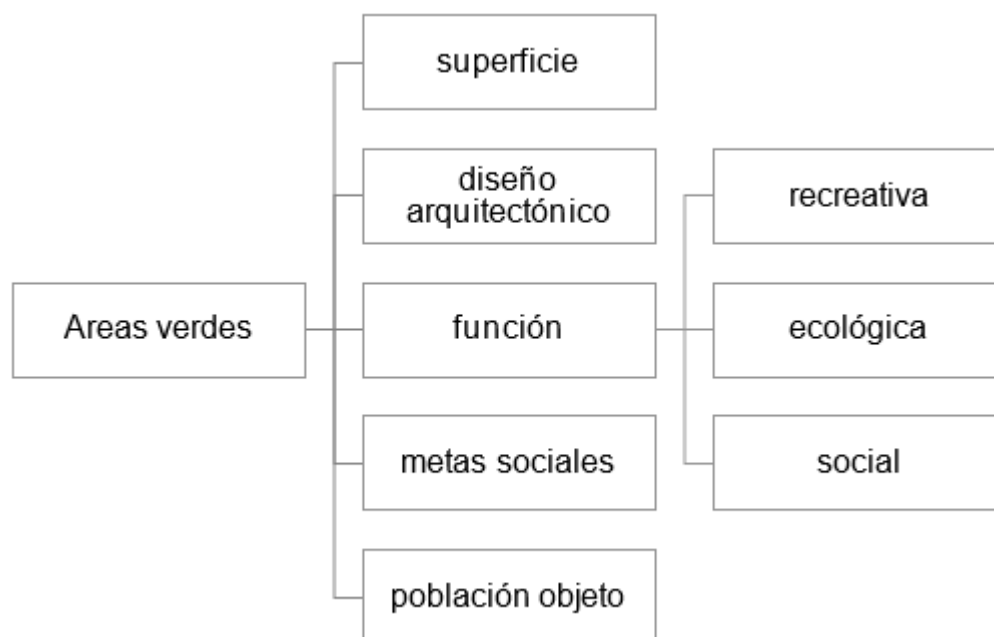 superficie
diseño
arquitectónico
recreativa
Areas verdes
función
ecológica
metas sociales
social
población objeto